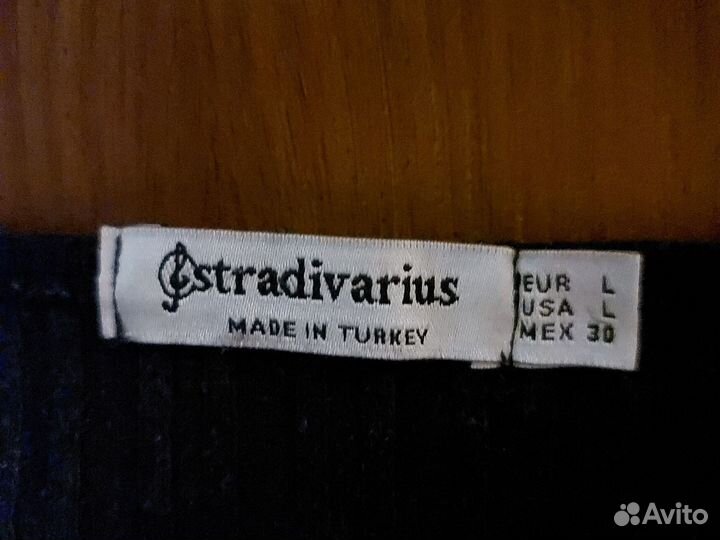 stradivarius
MADE IN TURKEY
EUR L
USA L
MEX 30
Avito